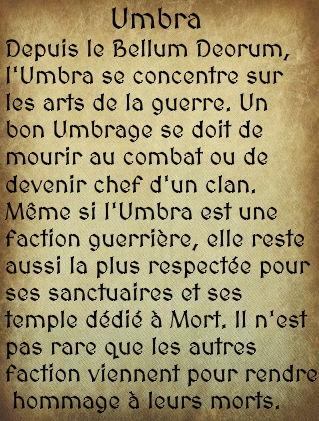 Umbra
Depuis le Bellum Deorum,
l'Umbra se concentre sur
les arts de la guerre. Un
bon Umbrage se doit de
mourir au combat ou de
devenir chef d'un clan.
Même si l'Umbra est une
faction guerrière, elle reste
aussi la plus respectée pour
ses sanctuaires et ses
temple dédié à Mort. Il n'est
pas rare que les autres
faction viennent pour rendre
hommage à leurs morts.